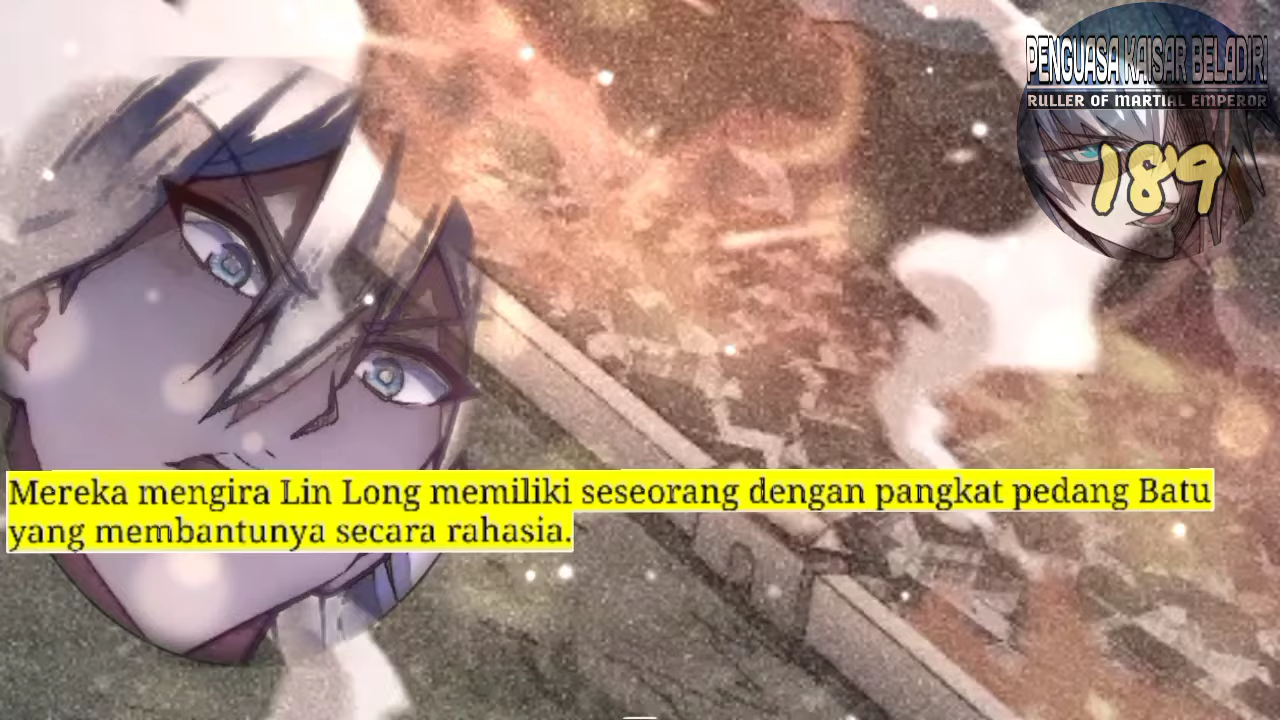 PENGUASA KAISAR BELADIRI
RULLER OF MARTIAL EMPEROR
189
Mereka mengira Lin Long memiliki seseorang dengan pangkat pedang Batu
yang membantunya secara rahasia.